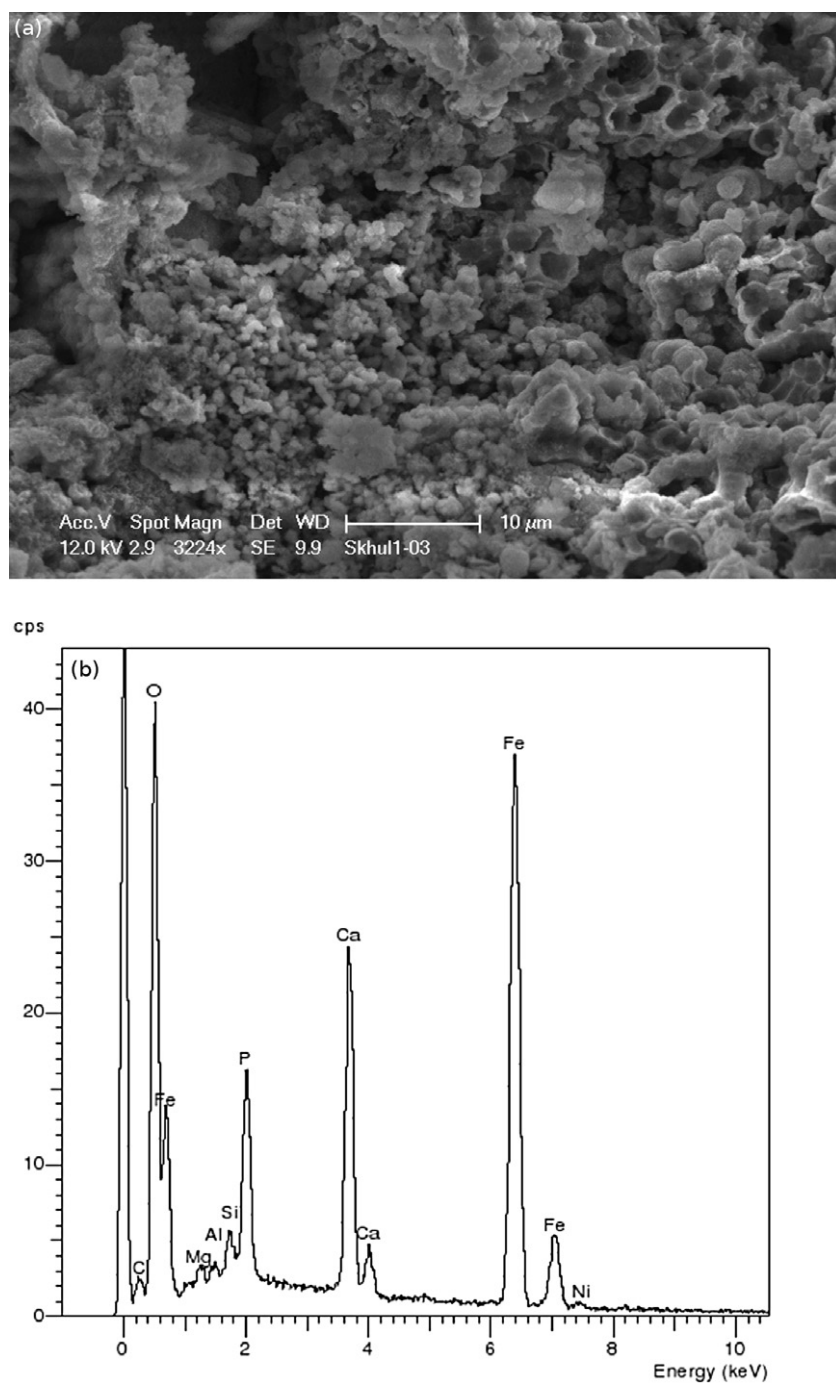 (a)
Acc.V Spot Magn Det WD 10 µm
12.0 kV 2.9 3224x SE 9.9 Skhul1-03
cps
(b)
O
40
Fe
30
Ca
20
P
Fe
10
Si
Al
Mg
C
Ca
Fe
Ni
0
0 2 4 6 8 10
Energy (keV)